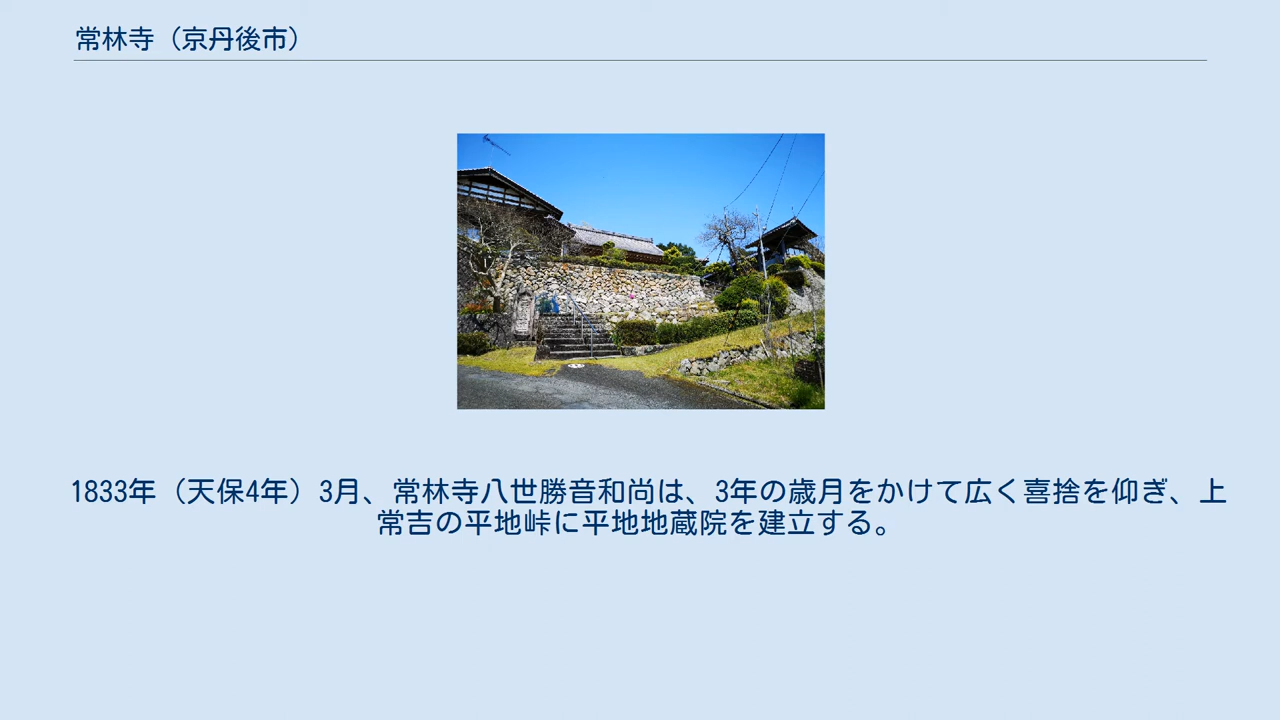 常林寺（京丹後市）
1833年（天保4年）3月、常林寺八世勝音和尚は、3年の歳月をかけて広く喜捨を仰ぎ、上
常吉の平地峠に平地地蔵院を建立する。